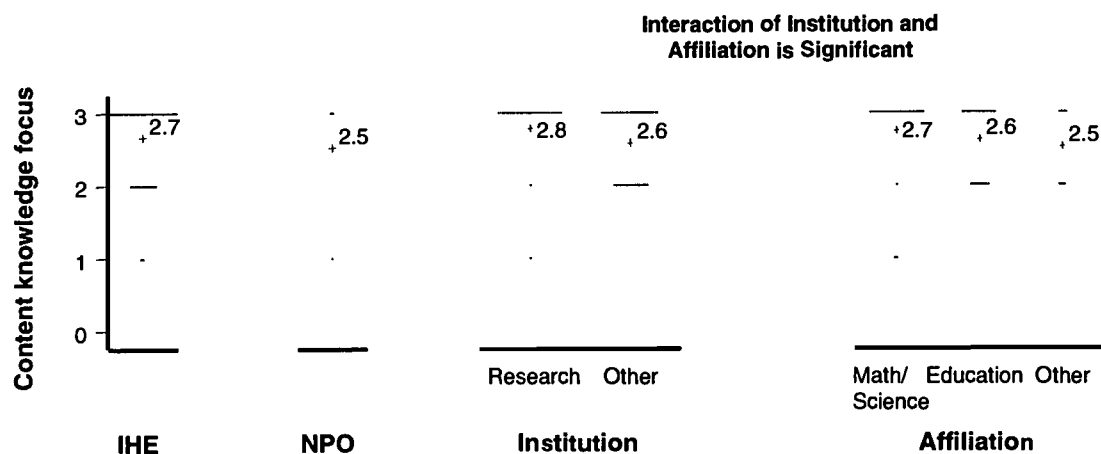 Interaction of Institution and
Affiliation is Significant
Content knowledge focus
3
2
1
0
2.7
2.5
2.8
2.6
2.7
2.6
2.5
Research Other
Math/ Education Other
Science
IHE
NPO
Institution
Affiliation